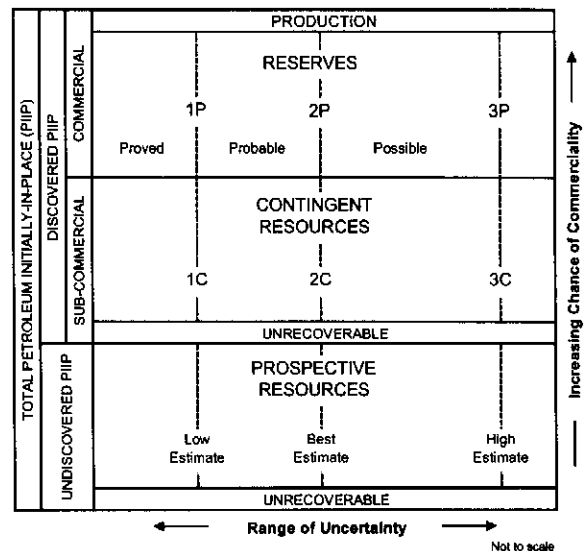 TOTAL PETROLEUM INITIALLY-IN-PLACE (PIIP)
DISCOVERED PIIP
COMMERCIAL
PRODUCTION
RESERVES
1P
2P
3P
Proved
Probable
Possible
SUB-COMMERCIAL
CONTINGENT
RESOURCES
1C
2C
3C
UNRECOVERABLE
UNDISCOVERED PIIP
PROSPECTIVE
RESOURCES
Low
Estimate
Best
Estimate
High
Estimate
UNRECOVERABLE
Increasing Chance of Commerciality
Range of Uncertainty
Not to scale